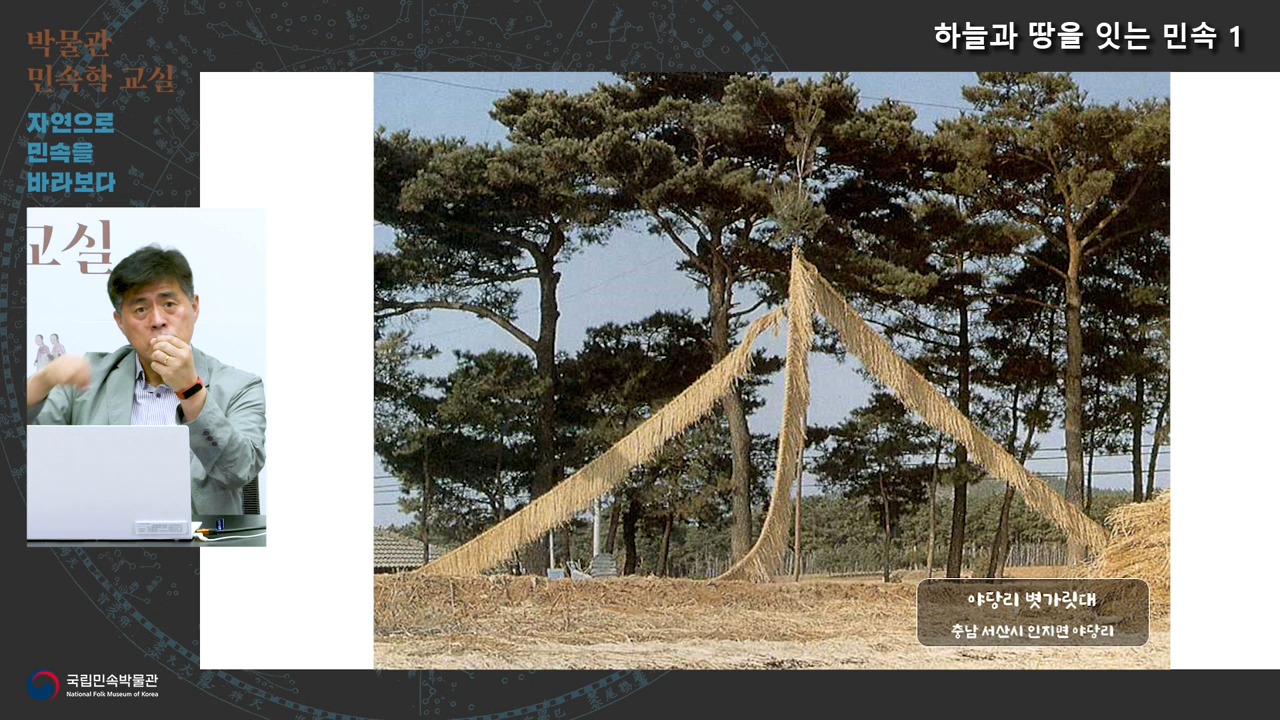 박물관
민속학 교실
자연으로
민속을
바라보다
하늘과 땅을 잇는 민속 1
교실
야당리 볏가릿대
충남 서산시 인지면 야당리
국립민속박물관
National Folk Museum of Korea